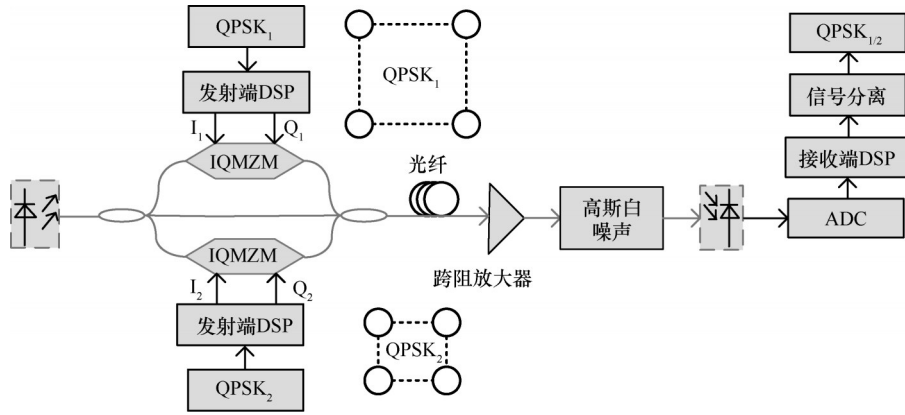 QPSK₁
发射端DSP
I₁
Q₁
IQMZM
QPSK₁
光纤
跨阻放大器
高斯白
噪声
QPSK₁/₂
信号分离
接收端DSP
ADC
IQMZM
I₂
Q₂
发射端DSP
QPSK₂
QPSK₂